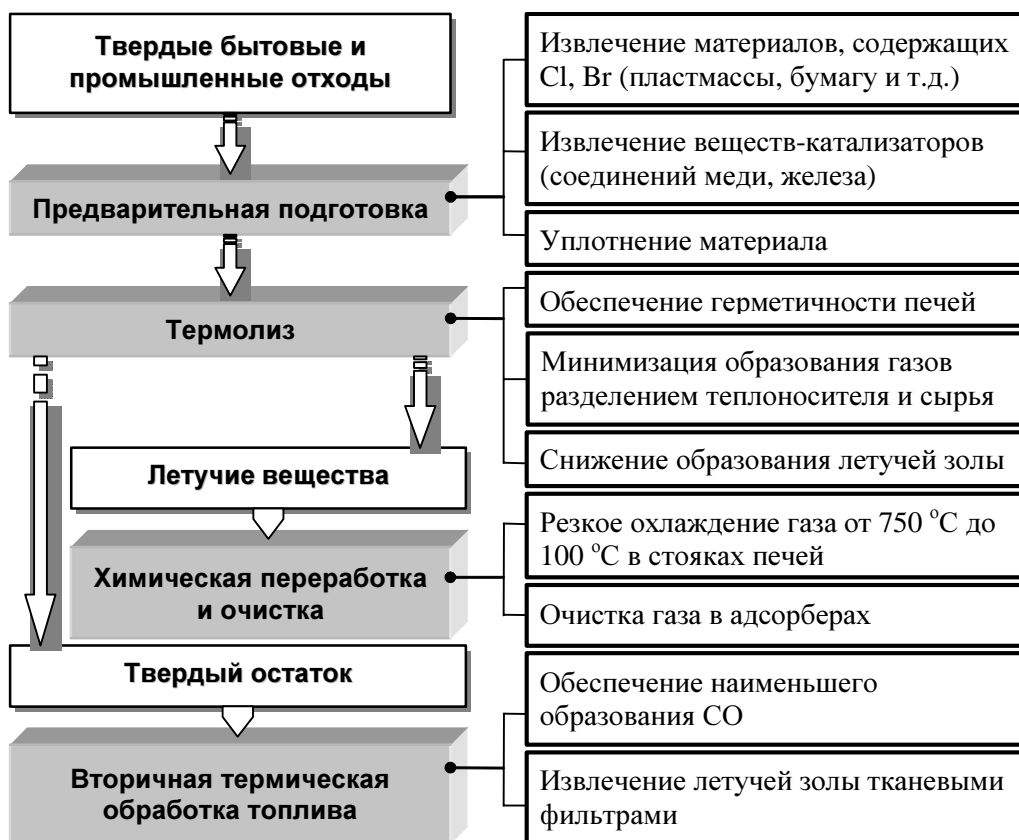 Твердые бытовые и
промышленные отходы
Извлечение материалов, содержащих
Cl, Br (пластмассы, бумагу и т.д.)
Извлечение веществ-катализаторов
(соединений меди, железа)
Предварительная подготовка
Уплотнение материала
Обеспечение герметичности печей
Термолиз
Минимизация образования газов
разделением теплоносителя и сырья
Снижение образования летучей золы
Летучие вещества
Резкое охлаждение газа от 750 °С до
100 °С в стояках печей
Химическая переработка
и очистка
Очистка газа в адсорберах
Твердый остаток
Обеспечение наименьшего
образования СО
Вторичная термическая
обработка топлива
Извлечение летучей золы тканевыми
фильтрами